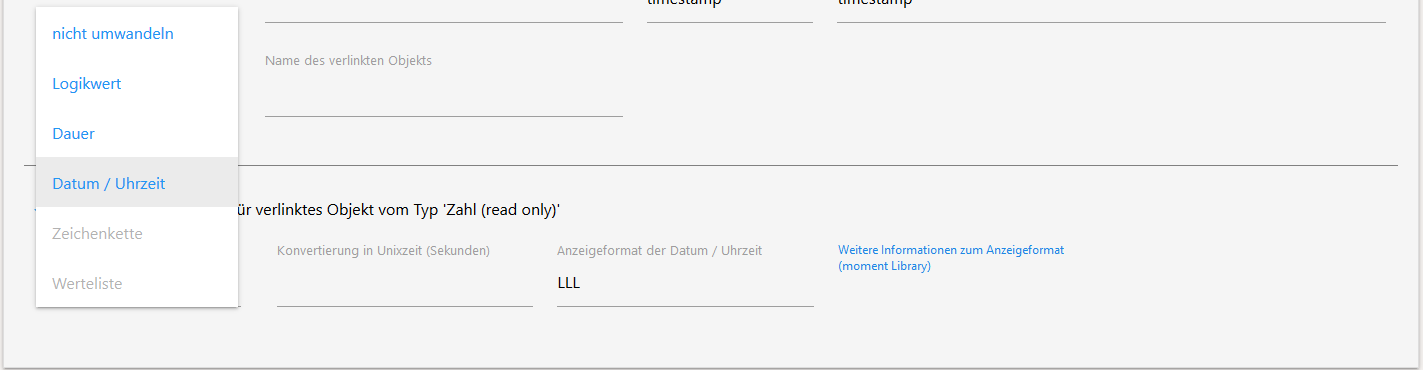 timestamp
timestamp
nicht umwandeln
Name des verlinkten Objekts
Logikwert
Dauer
Datum / Uhrzeit
ür verlinktes Objekt vom Typ 'Zahl (read only)'
Zeichenkette
Konvertierung in Unixzeit (Sekunden)
Anzeigeformat der Datum / Uhrzeit
Weitere Informationen zum Anzeigeformat
(moment Library)
Werteliste
LLL